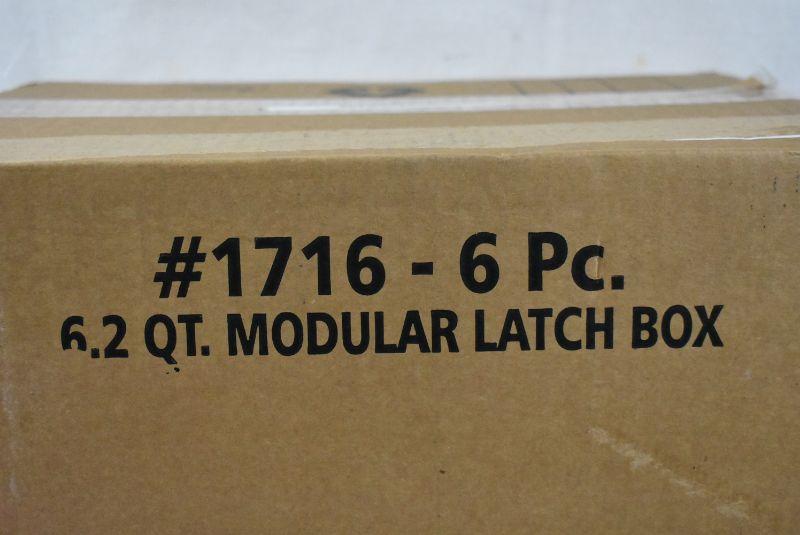 #1716 - 6 Pc.
6.2 QT. MODULAR LATCH BOX